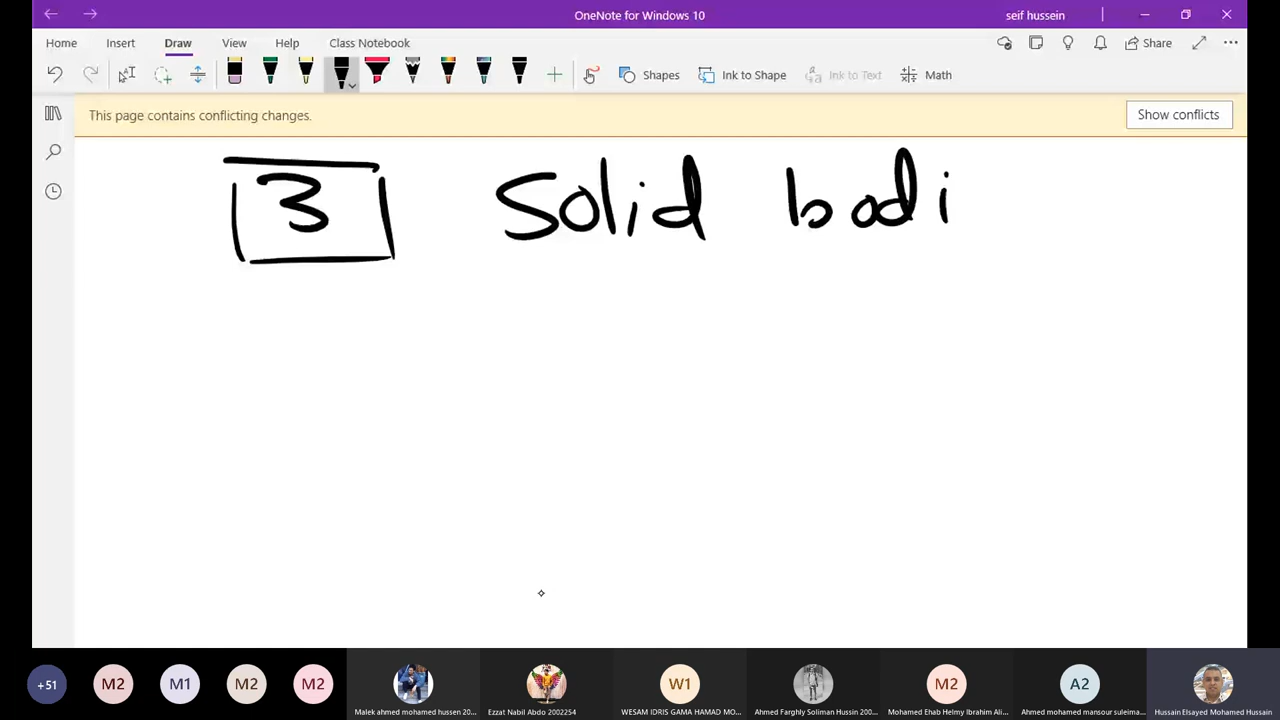 OneNote for Windows 10
seif hussein
Home Insert Draw View Help Class Notebook
Share
Shapes Ink to Shape Ink to Text Math
This page contains conflicting changes.
Show conflicts
3 Solid bodi
+51 M2 M1 M2 M2 W1 M2 A2
Malek ahmed mohamed hussen 20... Ezzat Nabil Abdo 2002254 WESAM IDRIS GAMA HAMAD MO... Ahmed Farghly Soliman Hussin 200... Mohamed Ehab Helmy Ibrahim Ali... Ahmed mohamed mansour suleima... Hussain Elsayed Mohamed Hussain